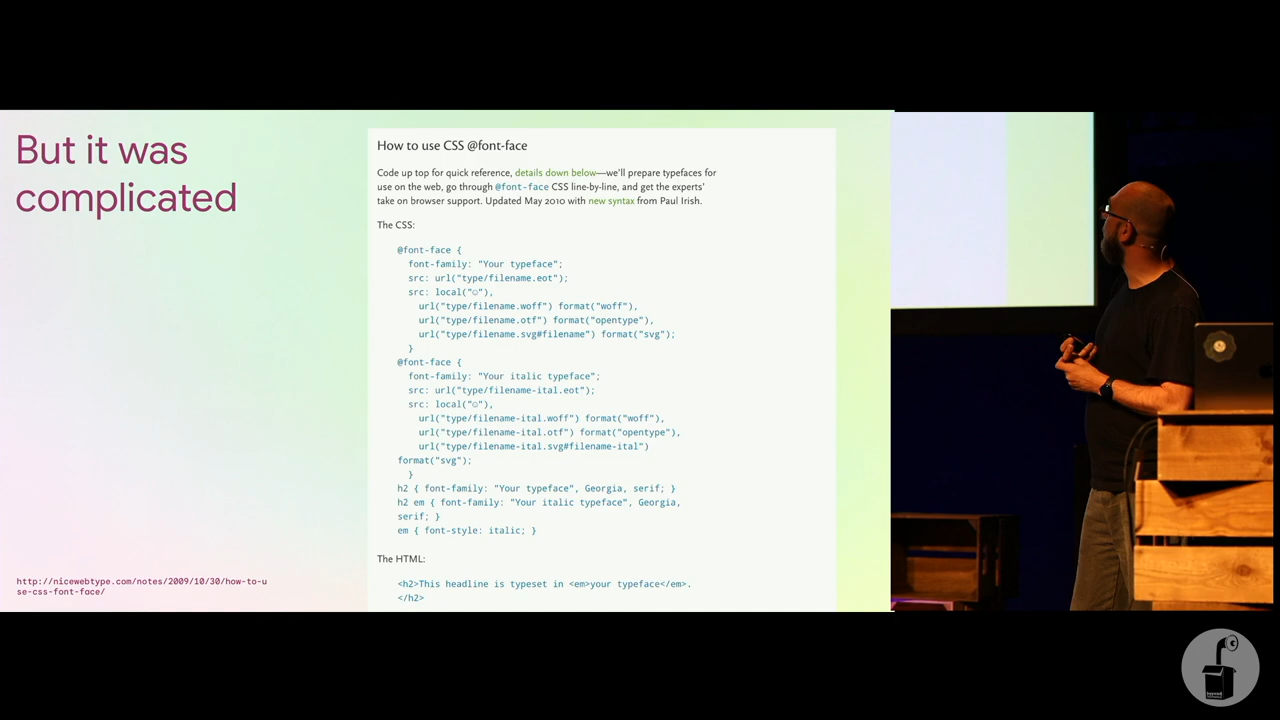 But it was
complicated
How to use CSS @font-face
Code up top for quick reference, details down below—we'll prepare typefaces for
use on the web, go through @font-face CSS line-by-line, and get the experts'
take on browser support. Updated May 2010 with new syntax from Paul Irish.
The CSS:
@font-face {
font-family: "Your typeface";
src: url("type/filename.eot");
src: local("☺"),
url("type/filename.woff") format("woff"),
url("type/filename.otf") format("opentype"),
url("type/filename.svg#filename") format("svg");
}
@font-face {
font-family: "Your italic typeface";
src: url("type/filename-ital.eot");
src: local("☺"),
url("type/filename-ital.woff") format("woff"),
url("type/filename-ital.otf") format("opentype"),
url("type/filename-ital.svg#filename-ital")
format("svg");
}
h2 { font-family: "Your typeface", Georgia, serif; }
h2 em { font-family: "Your italic typeface", Georgia,
serif; }
em { font-style: italic; }
The HTML:
<h2>This headline is typeset in <em>your typeface</em>.
</h2>
http://nicewebtype.com/notes/2009/10/30/how-to-u
se-css-font-face/